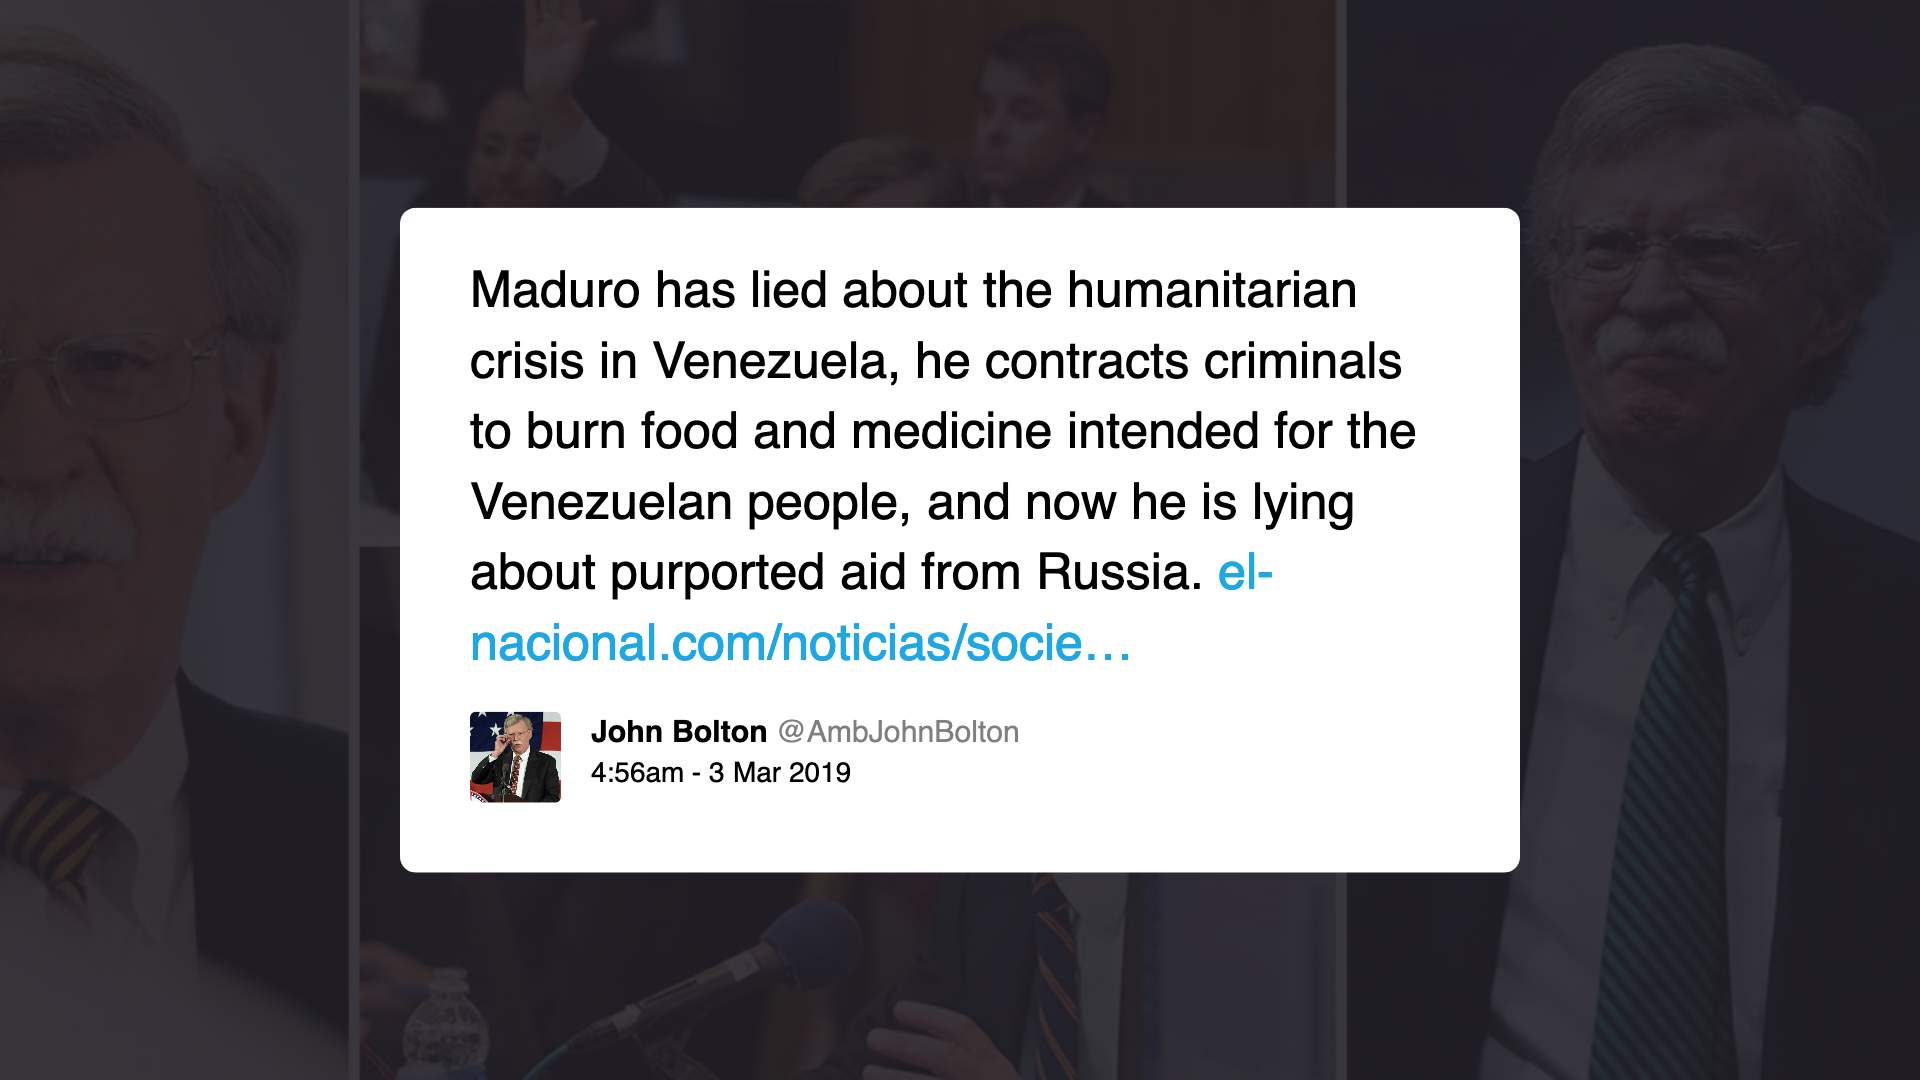 Maduro has lied about the humanitarian
crisis in Venezuela, he contracts criminals
to burn food and medicine intended for the
Venezuelan people, and now he is lying
about purported aid from Russia. el-
nacional.com/noticias/socie…
John Bolton @AmbJohnBolton
4:56am - 3 Mar 2019